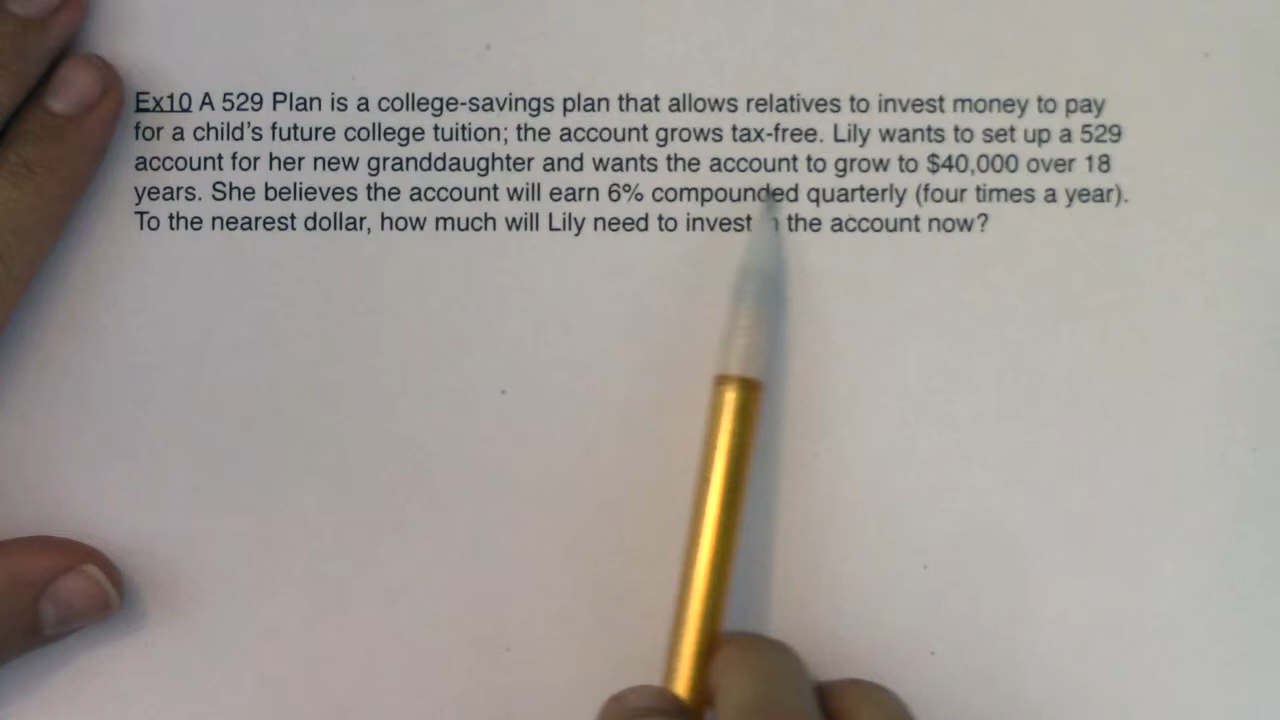 Ex10 A 529 Plan is a college-savings plan that allows relatives to invest money to pay
for a child's future college tuition; the account grows tax-free. Lily wants to set up a 529
account for her new granddaughter and wants the account to grow to $40,000 over 18
years. She believes the account will earn 6% compounded quarterly (four times a year).
To the nearest dollar, how much will Lily need to invest the account now?